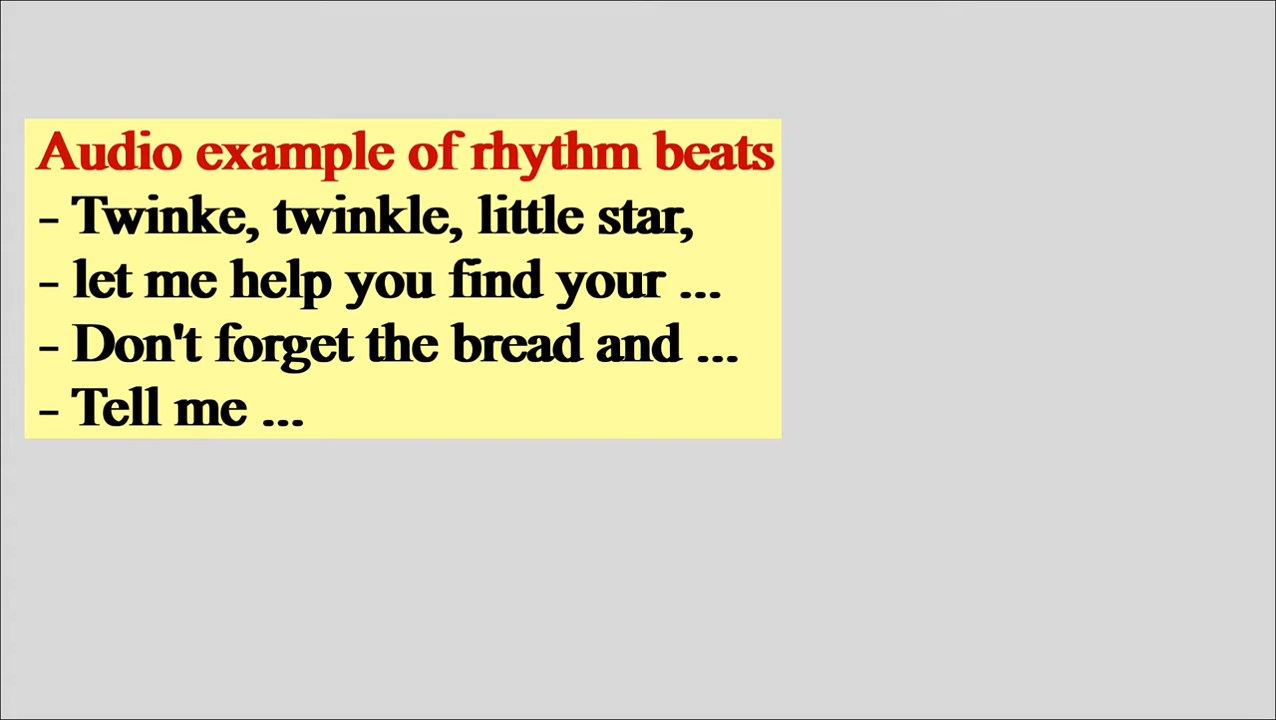 Audio example of rhythm beats
- Twinke, twinkle, little star,
- let me help you find your ...
- Don't forget the bread and ...
- Tell me ...